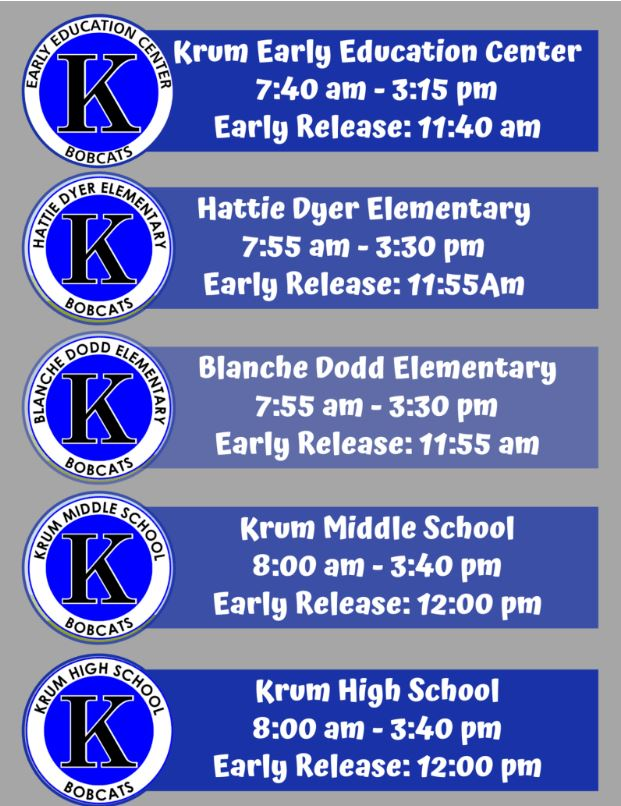 EARLY EDUCATION CENTER
K
BOBCATS
Krum Early Education Center
7:40 am - 3:15 pm
Early Release: 11:40 am
HATTIE DYER ELEMENTARY
K
BOBCATS
Hattie Dyer Elementary
7:55 am - 3:30 pm
Early Release: 11:55Am
BLANCHE DODD ELEMENTARY
K
BOBCATS
Blanche Dodd Elementary
7:55 am - 3:30 pm
Early Release: 11:55 am
KRUM MIDDLE SCHOOL
K
BOBCATS
Krum Middle School
8:00 am - 3:40 pm
Early Release: 12:00 pm
KRUM HIGH SCHOOL
K
BOBCATS
Krum High School
8:00 am - 3:40 pm
Early Release: 12:00 pm